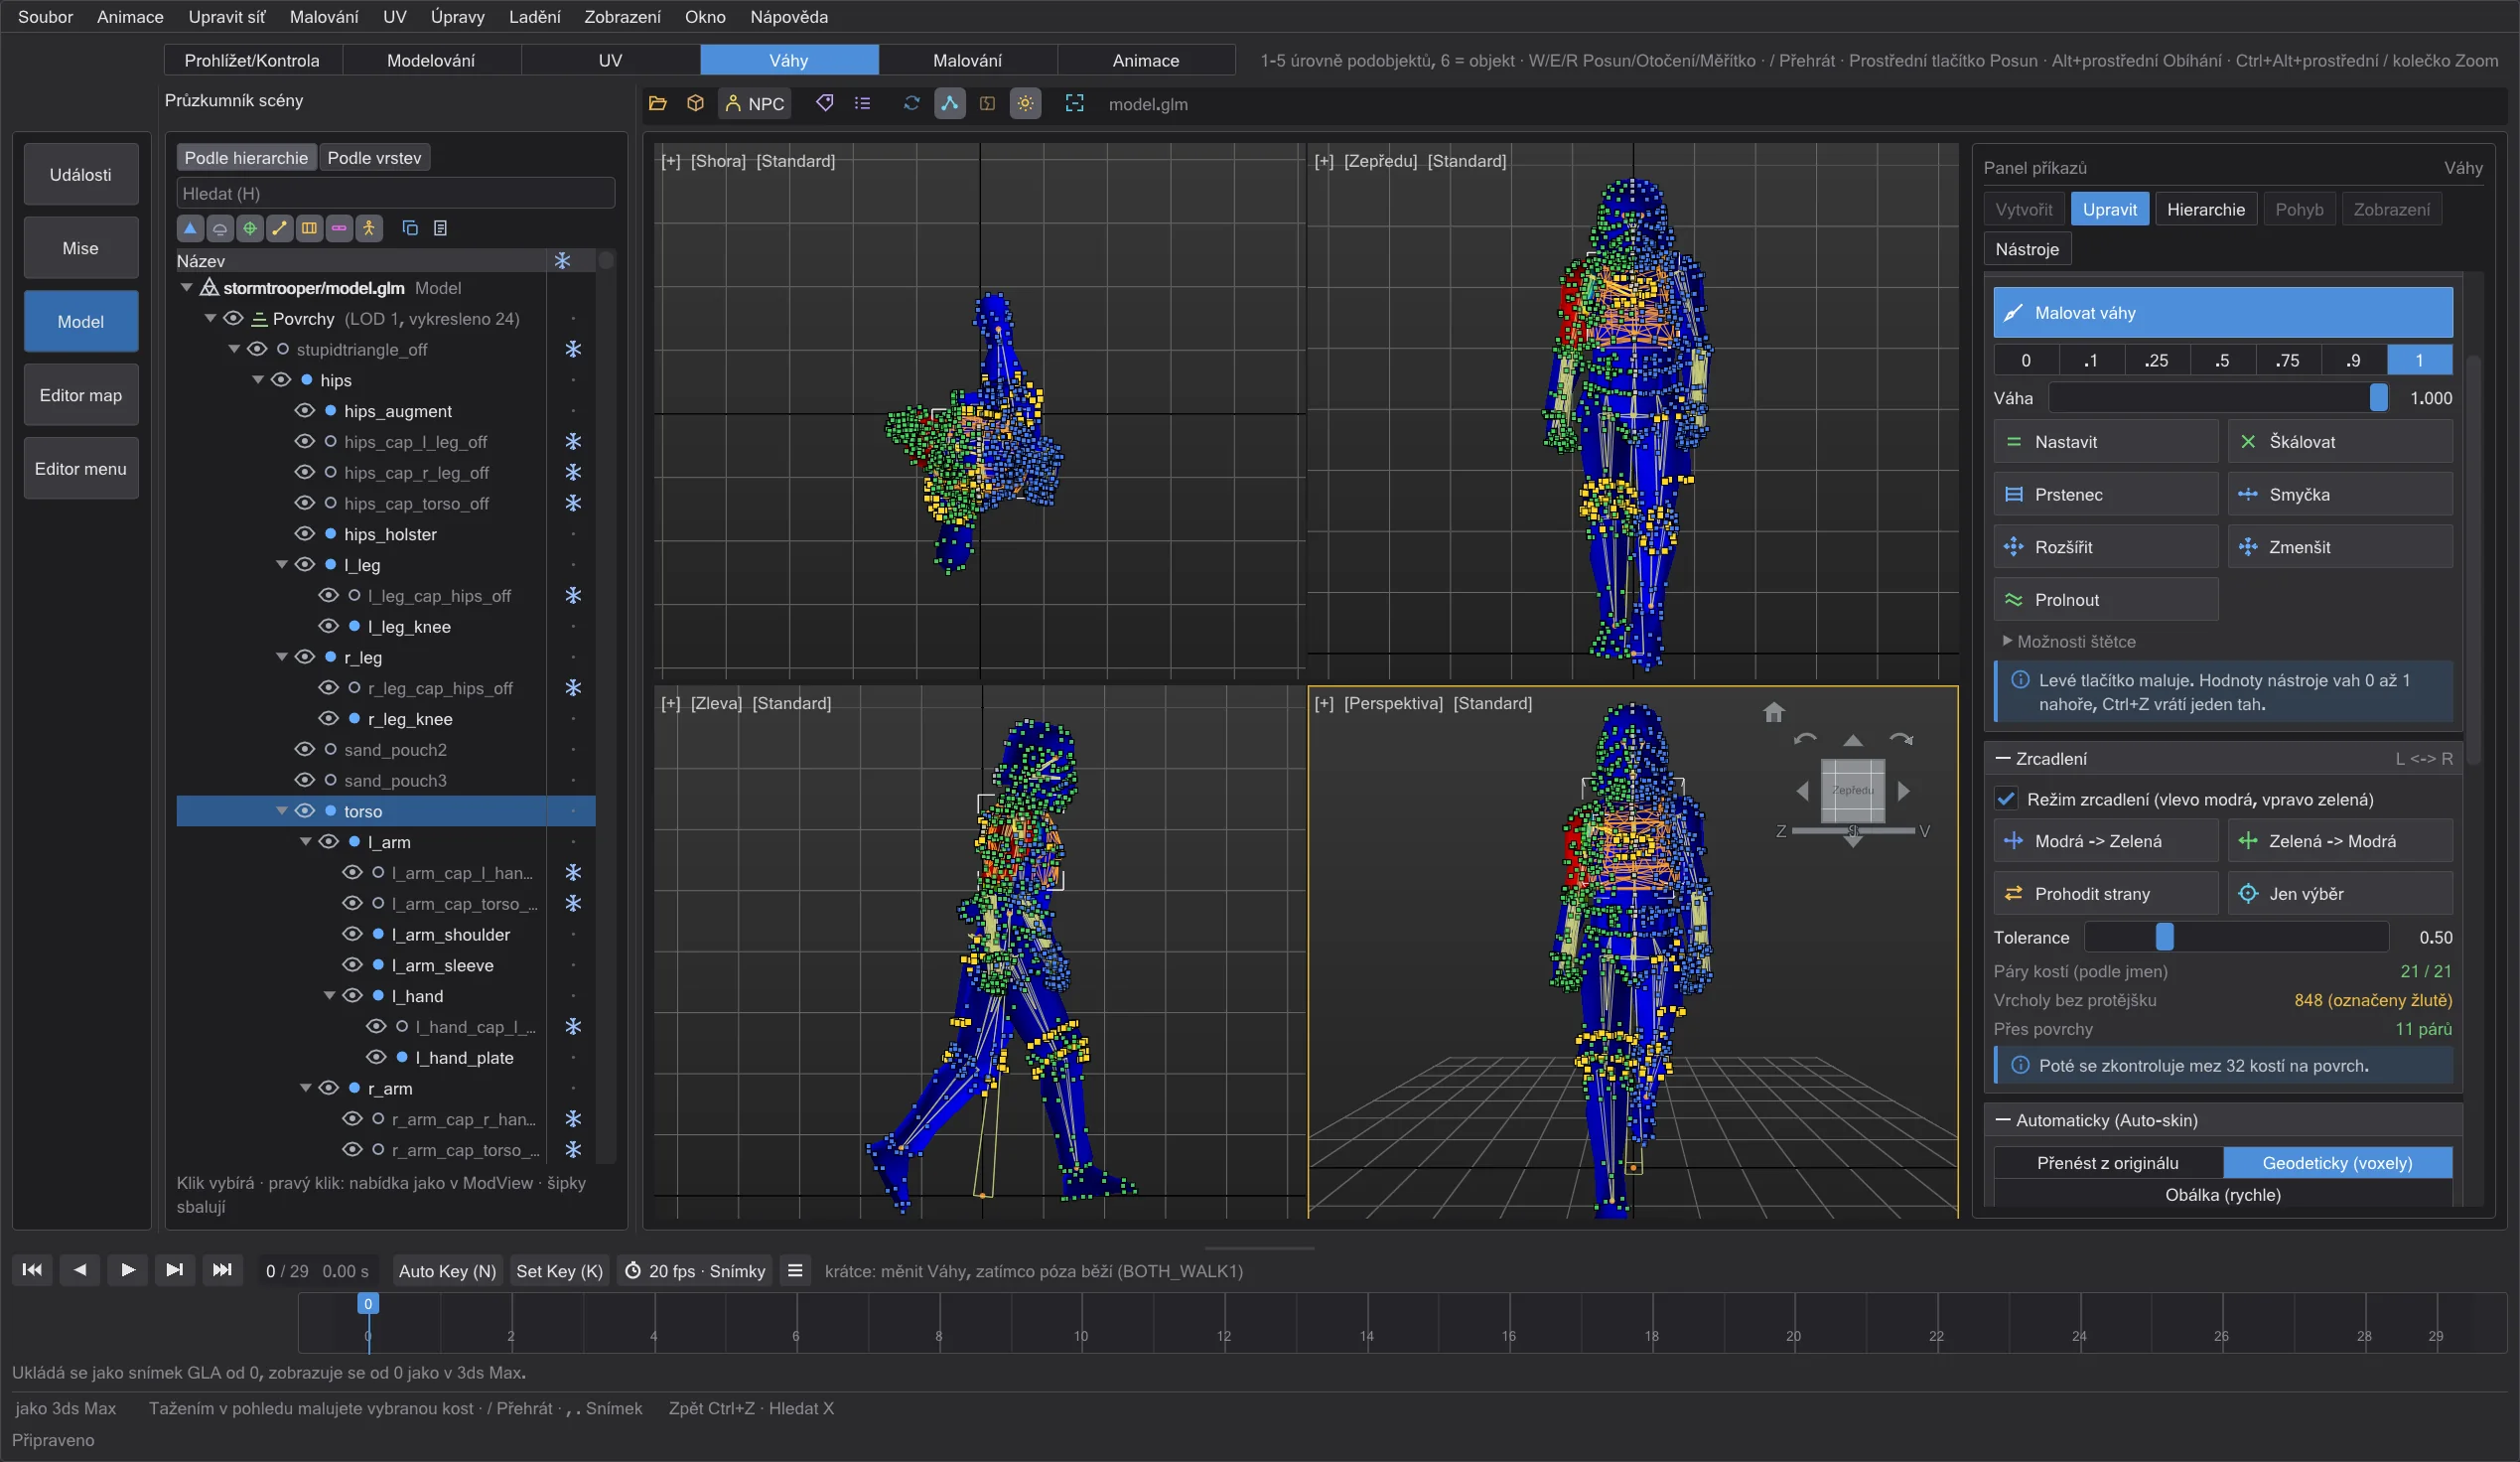 Soubor Animace Upravit síť Malování UV Úpravy Ladění Zobrazení Okno Nápověda
Prohlížet/Kontrola Modelování UV Váhy Malování Animace 1-5 úrovně podobjektů, 6 = objekt · W/E/R Posun/Otočení/Měřítko · / Přehrát · Prostřední tlačítko Posun · Alt+prostřední Obíhání · Ctrl+Alt+prostřední / kolečko Zoom
Průzkumník scény
NPC model.glm
Události
Mise
Model
Editor map
Editor menu
Podle hierarchie Podle vrstev
Hledat (H)
Název
stormtrooper/model.glm Model
Povrchy (LOD 1, vykresleno 24)
stupidtriangle_off
hips
hips_augment
hips_cap_l_leg_off
hips_cap_r_leg_off
hips_cap_torso_off
hips_holster
l_leg
l_leg_cap_hips_off
l_leg_knee
r_leg
r_leg_cap_hips_off
r_leg_knee
sand_pouch2
sand_pouch3
torso
l_arm
l_arm_cap_l_han...
l_arm_cap_torso_...
l_arm_shoulder
l_arm_sleeve
l_hand
l_hand_cap_l_...
l_hand_plate
r_arm
r_arm_cap_r_han...
r_arm_cap_torso_...
Klik vybírá · pravý klik: nabídka jako v ModView · šipky
sbalují
[+] [Shora] [Standard]
[+] [Zepředu] [Standard]
[+] [Zleva] [Standard]
[+] [Perspektiva] [Standard]
Zepředu
Z V
Panel příkazů Váhy
Vytvořit Upravit Hierarchie Pohyb Zobrazení
Nástroje
Malovat váhy
0 .1 .25 .5 .75 .9 1
Váha 1.000
Nastavit Škálovat
Prstenec Smyčka
Rozšířit Zmenšit
Prolnout
Možnosti štětce
Levé tlačítko maluje. Hodnoty nástroje vah 0 až 1
nahoře, Ctrl+Z vrátí jeden tah.
Zrcadlení L <-> R
Režim zrcadlení (vlevo modrá, vpravo zelená)
Modrá -> Zelená Zelená -> Modrá
Prohodit strany Jen výběr
Tolerance 0.50
Páry kostí (podle jmen) 21 / 21
Vrcholy bez protějšku 848 (označeny žlutě)
Přes povrchy 11 párů
Poté se zkontroluje mez 32 kostí na povrch.
Automaticky (Auto-skin)
Přenést z originálu Geodeticky (voxely)
Obálka (rychle)
0 / 29 0.00 s Auto Key (N) Set Key (K) 20 fps · Snímky krátce: měnit Váhy, zatímco póza běží (BOTH_WALK1)
0
0 2 4 6 8 10 12 14 16 18 20 22 24 26 28 29
Ukládá se jako snímek GLA od 0, zobrazuje se od 0 jako v 3ds Max.
jako 3ds Max Tažením v pohledu malujete vybranou kost · / Přehrát · , . Snímek Zpět Ctrl+Z · Hledat X
Připraveno